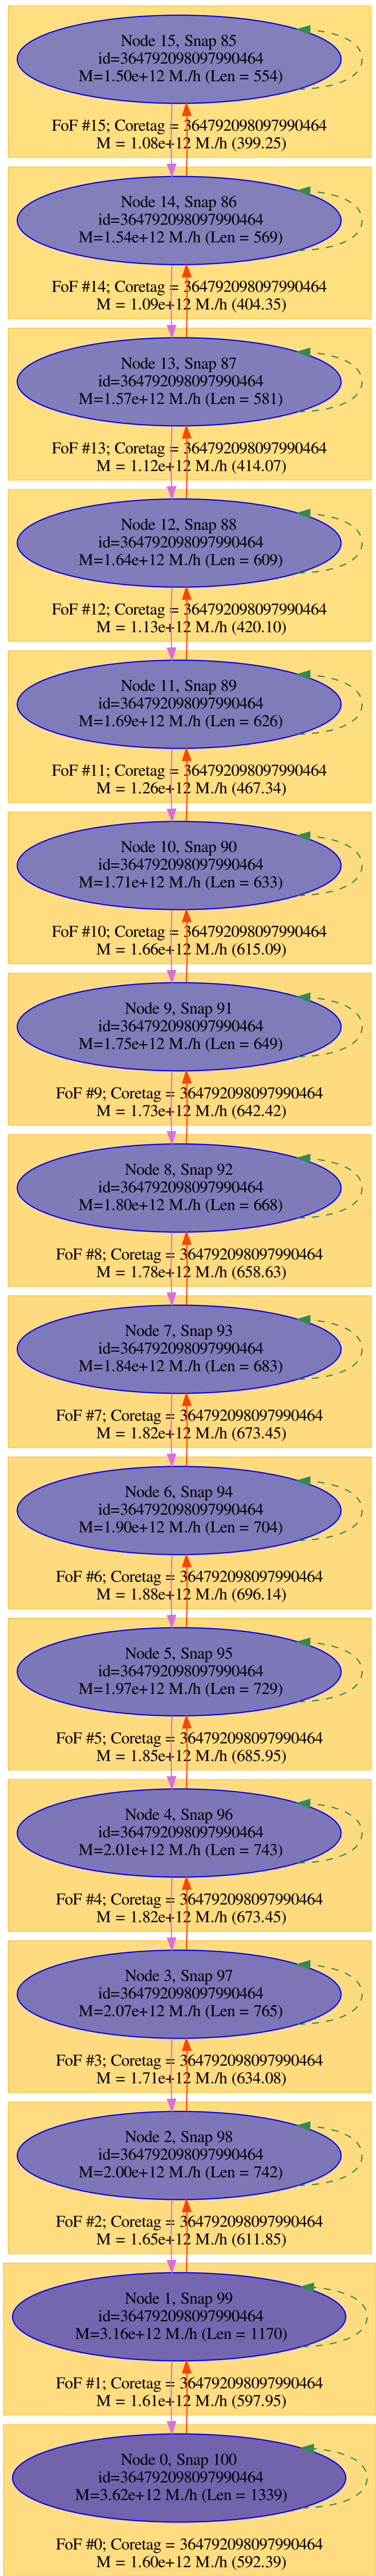 Node 15, Snap 85
id=364792098097990464
M=1.50e+12 M./h (Len = 554)
FoF #15; Coretag = 364792098097990464
M = 1.08e+12 M./h (399.25)
Node 14, Snap 86
id=364792098097990464
M=1.54e+12 M./h (Len = 569)
FoF #14; Coretag = 364792098097990464
M = 1.09e+12 M./h (404.35)
Node 13, Snap 87
id=364792098097990464
M=1.57e+12 M./h (Len = 581)
FoF #13; Coretag = 364792098097990464
M = 1.12e+12 M./h (414.07)
Node 12, Snap 88
id=364792098097990464
M=1.64e+12 M./h (Len = 609)
FoF #12; Coretag = 364792098097990464
M = 1.13e+12 M./h (420.10)
Node 11, Snap 89
id=364792098097990464
M=1.69e+12 M./h (Len = 626)
FoF #11; Coretag = 364792098097990464
M = 1.26e+12 M./h (467.34)
Node 10, Snap 90
id=364792098097990464
M=1.71e+12 M./h (Len = 633)
FoF #10; Coretag = 364792098097990464
M = 1.66e+12 M./h (615.09)
Node 9, Snap 91
id=364792098097990464
M=1.75e+12 M./h (Len = 649)
FoF #9; Coretag = 364792098097990464
M = 1.73e+12 M./h (642.42)
Node 8, Snap 92
id=364792098097990464
M=1.80e+12 M./h (Len = 668)
FoF #8; Coretag = 364792098097990464
M = 1.78e+12 M./h (658.63)
Node 7, Snap 93
id=364792098097990464
M=1.84e+12 M./h (Len = 683)
FoF #7; Coretag = 364792098097990464
M = 1.82e+12 M./h (673.45)
Node 6, Snap 94
id=364792098097990464
M=1.90e+12 M./h (Len = 704)
FoF #6; Coretag = 364792098097990464
M = 1.88e+12 M./h (696.14)
Node 5, Snap 95
id=364792098097990464
M=1.97e+12 M./h (Len = 729)
FoF #5; Coretag = 364792098097990464
M = 1.85e+12 M./h (685.95)
Node 4, Snap 96
id=364792098097990464
M=2.01e+12 M./h (Len = 743)
FoF #4; Coretag = 364792098097990464
M = 1.82e+12 M./h (673.45)
Node 3, Snap 97
id=364792098097990464
M=2.07e+12 M./h (Len = 765)
FoF #3; Coretag = 364792098097990464
M = 1.71e+12 M./h (634.08)
Node 2, Snap 98
id=364792098097990464
M=2.00e+12 M./h (Len = 742)
FoF #2; Coretag = 364792098097990464
M = 1.65e+12 M./h (611.85)
Node 1, Snap 99
id=364792098097990464
M=3.16e+12 M./h (Len = 1170)
FoF #1; Coretag = 364792098097990464
M = 1.61e+12 M./h (597.95)
Node 0, Snap 100
id=364792098097990464
M=3.62e+12 M./h (Len = 1339)
FoF #0; Coretag = 364792098097990464
M = 1.60e+12 M./h (592.39)